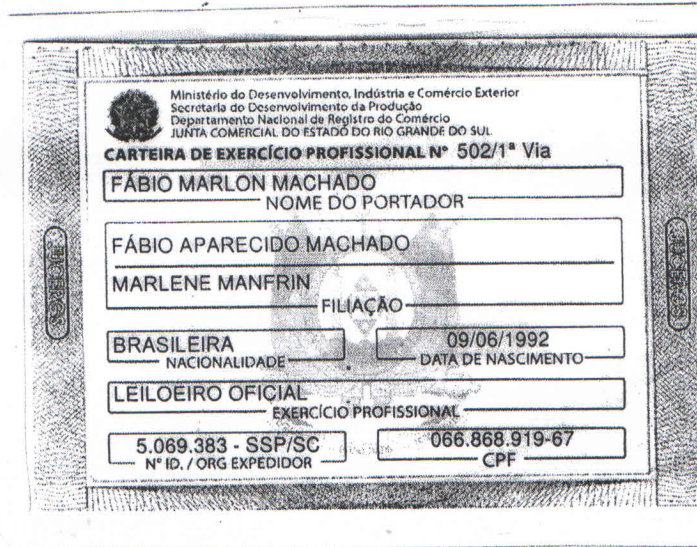 Ministério do Desenvolvimento, Indústria e Comércio Exterior
Secretaria do Desenvolvimento da Produção
Departamento Nacional de Registro do Comércio
JUNTA COMERCIAL DO ESTADO DO RIO GRANDE DO SUL
CARTEIRA DE EXERCÍCIO PROFISSIONAL Nº 502/1ª Via
FÁBIO MARLON MACHADO
NOME DO PORTADOR
FÁBIO APARECIDO MACHADO
MARLENE MANFRIN
FILIAÇÃO
BRASILEIRA
NACIONALIDADE
09/06/1992
DATA DE NASCIMENTO
LEILOEIRO OFICIAL
EXERCÍCIO PROFISSIONAL
5.069.383 - SSP/SC
Nº ID. / ORG EXPEDIDOR
066.868.919-67
CPF